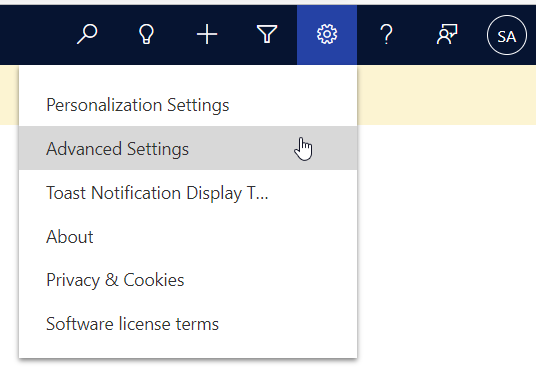 SA
Personalization Settings
Advanced Settings
Toast Notification Display T...
About
Privacy & Cookies
Software license terms